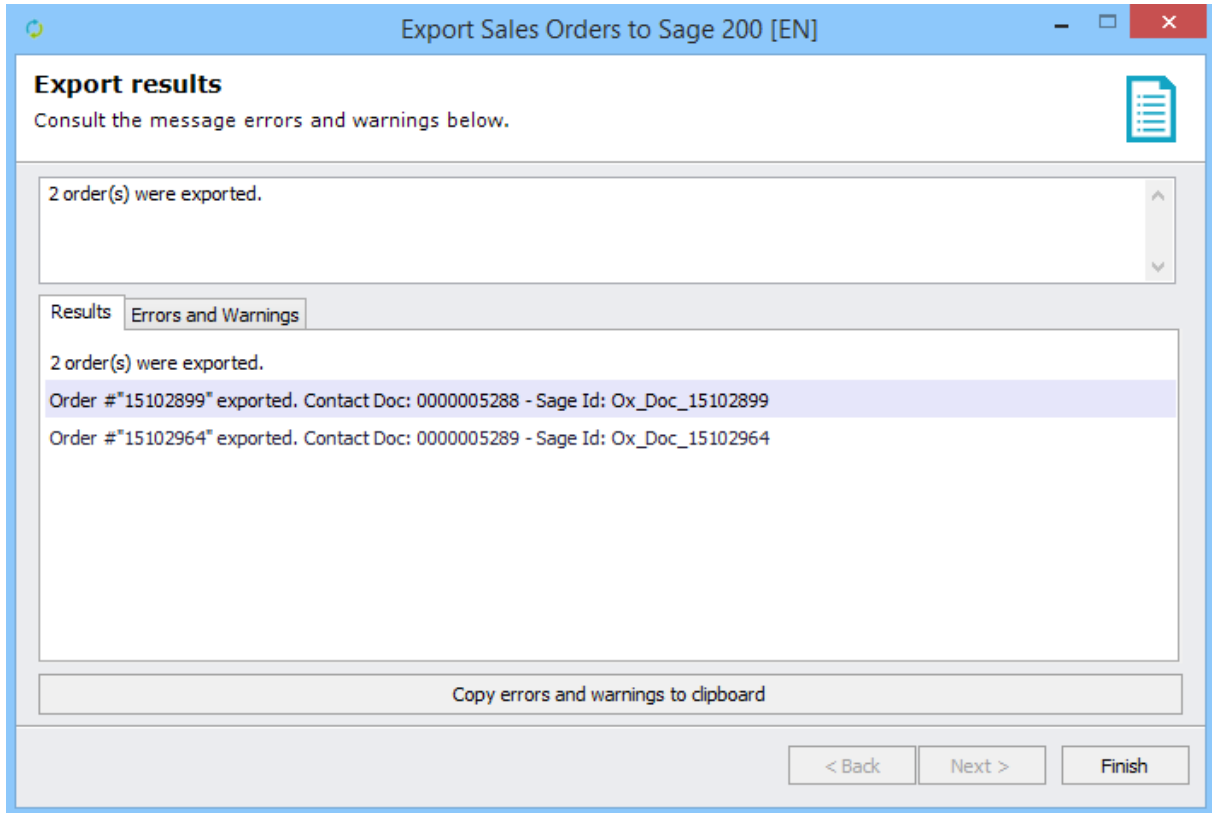 Export Sales Orders to Sage 200 [EN]
Export results
Consult the message errors and warnings below.
2 order(s) were exported.
Results
Errors and Warnings
2 order(s) were exported.
Order #"15102899" exported. Contact Doc: 0000005288 - Sage Id: Ox_Doc_15102899
Order #"15102964" exported. Contact Doc: 0000005289 - Sage Id: Ox_Doc_15102964
Copy errors and warnings to clipboard
< Back
Next >
Finish